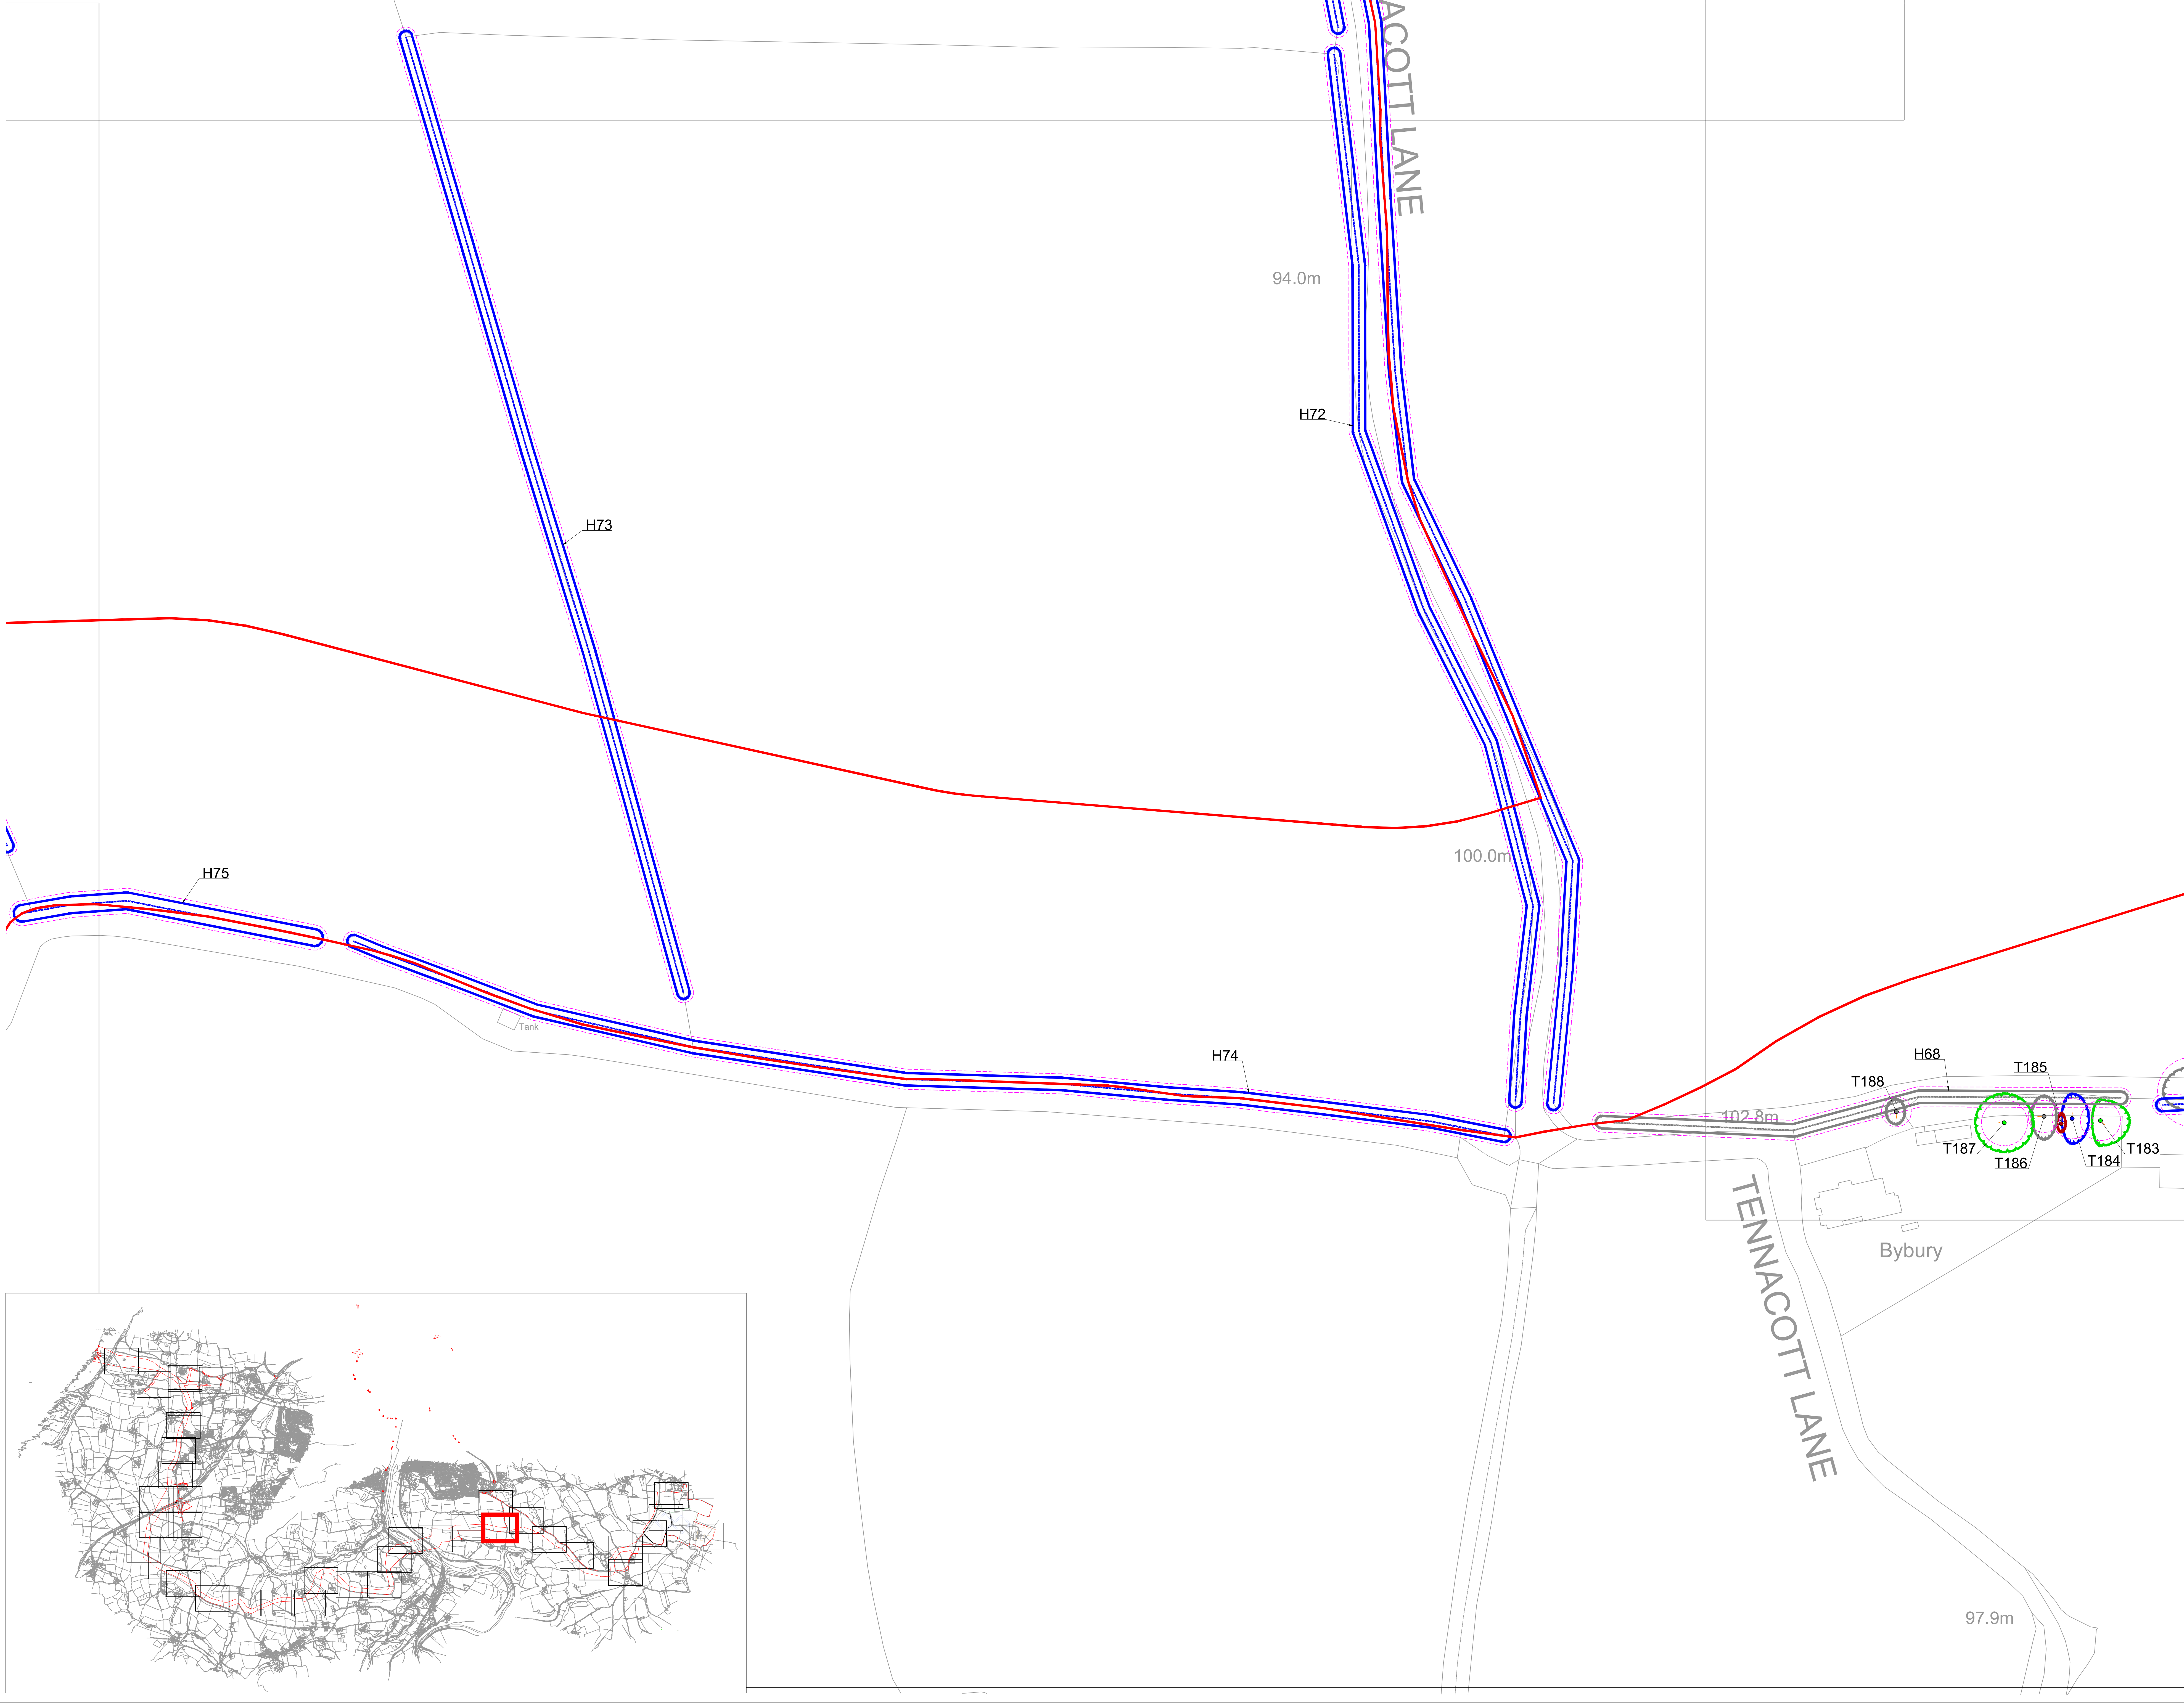 ACOTT LANE
94.0m
H72
H73
100.0m
H75
Tank
H74
H68
T185
T188
102.8m
T187
T186
T184
T183
TENNACOTT LANE
Bybury
97.9m